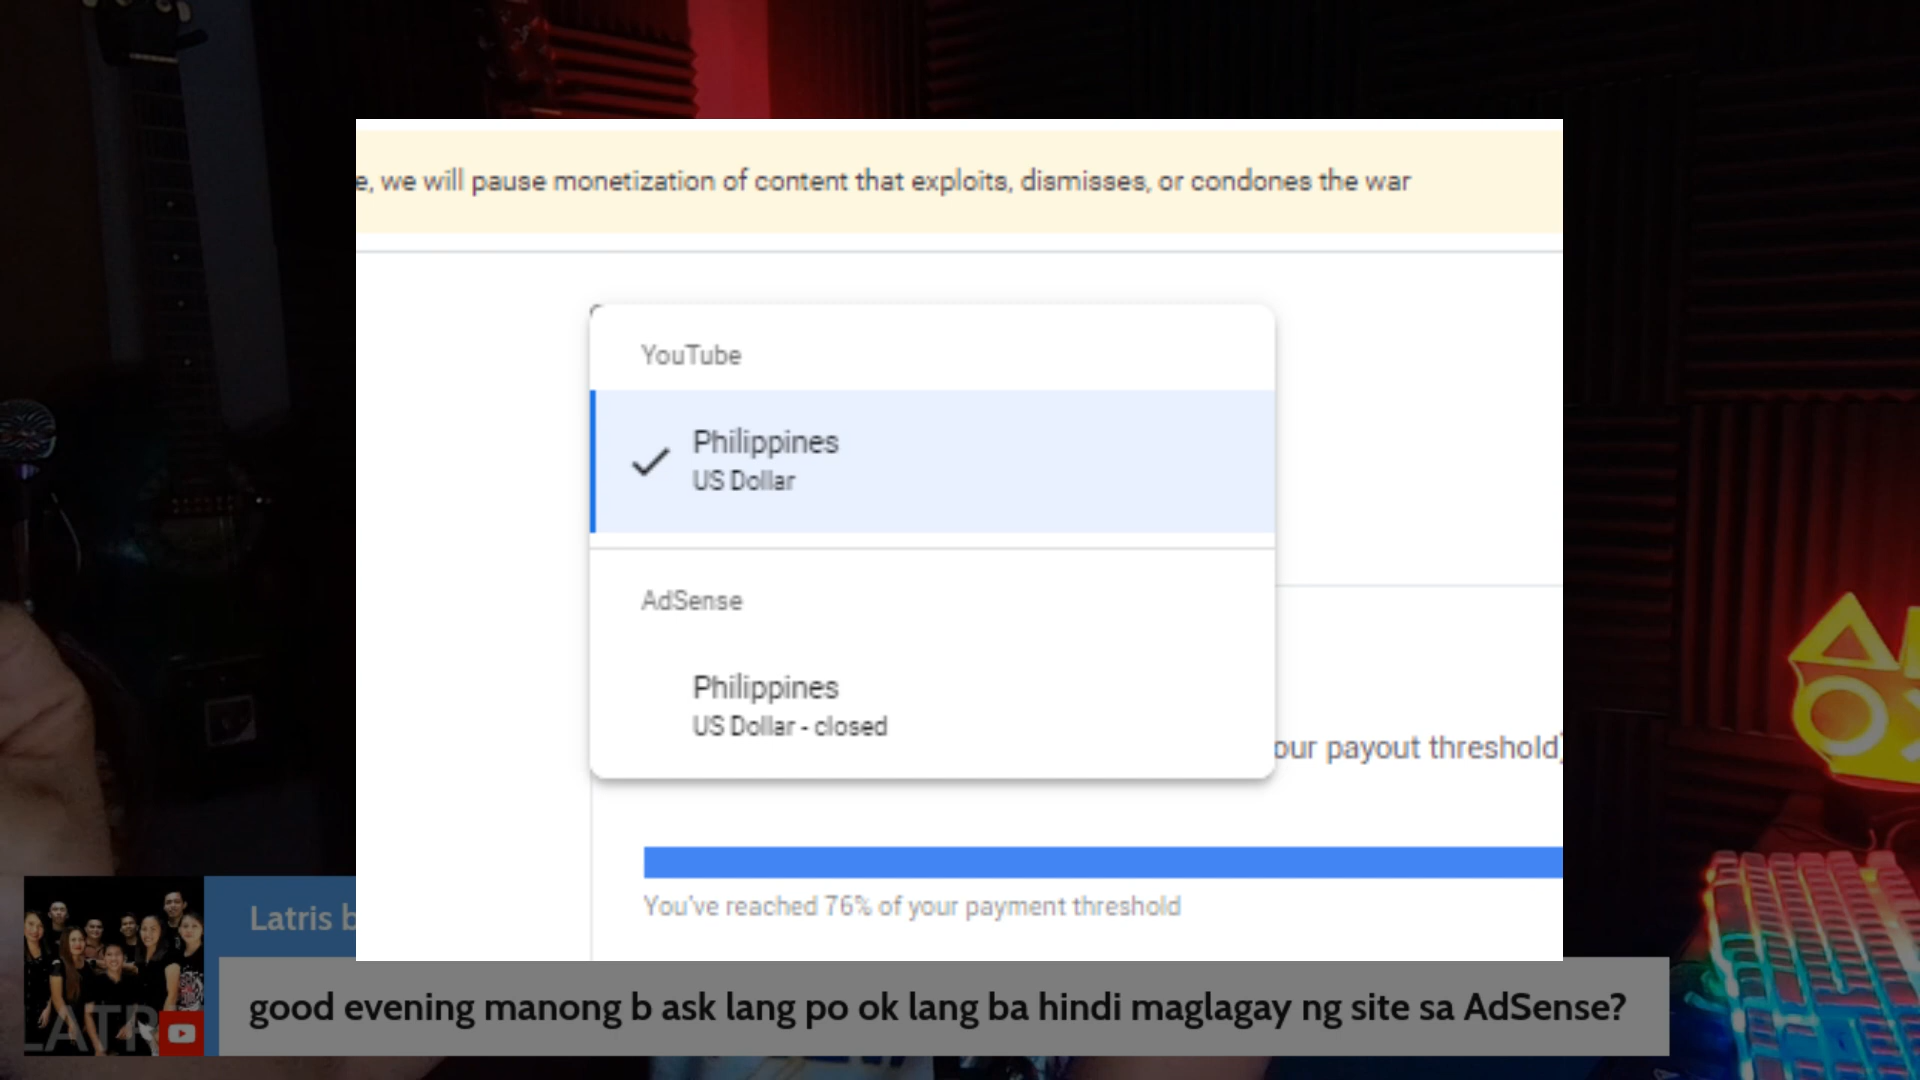 e, we will pause monetization of content that exploits, dismisses, or condones the war
YouTube
Philippines
US Dollar
AdSense
Philippines
US Dollar - closed
our payout threshold)
You've reached 76% of your payment threshold
Latris b
good evening manong b ask lang po ok lang ba hindi maglagay ng site sa AdSense?
LATR